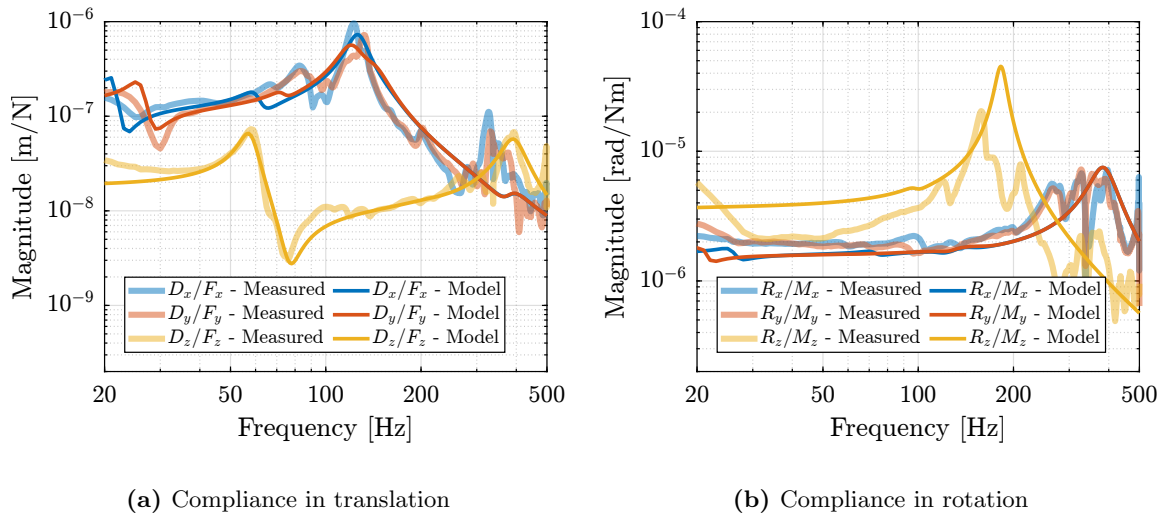 10^{-6}
10^{-7}
10^{-8}
10^{-9}
Magnitude [m/N]
D_x/F_x - Measured
D_y/F_y - Measured
D_z/F_z - Measured
D_x/F_x - Model
D_y/F_y - Model
D_z/F_z - Model
20 50 100 200 500
Frequency [Hz]
(a) Compliance in translation
10^{-4}
10^{-5}
10^{-6}
Magnitude [rad/Nm]
R_x/M_x - Measured
R_y/M_y - Measured
R_z/M_z - Measured
R_x/M_x - Model
R_y/M_y - Model
R_z/M_z - Model
20 50 100 200 500
Frequency [Hz]
(b) Compliance in rotation